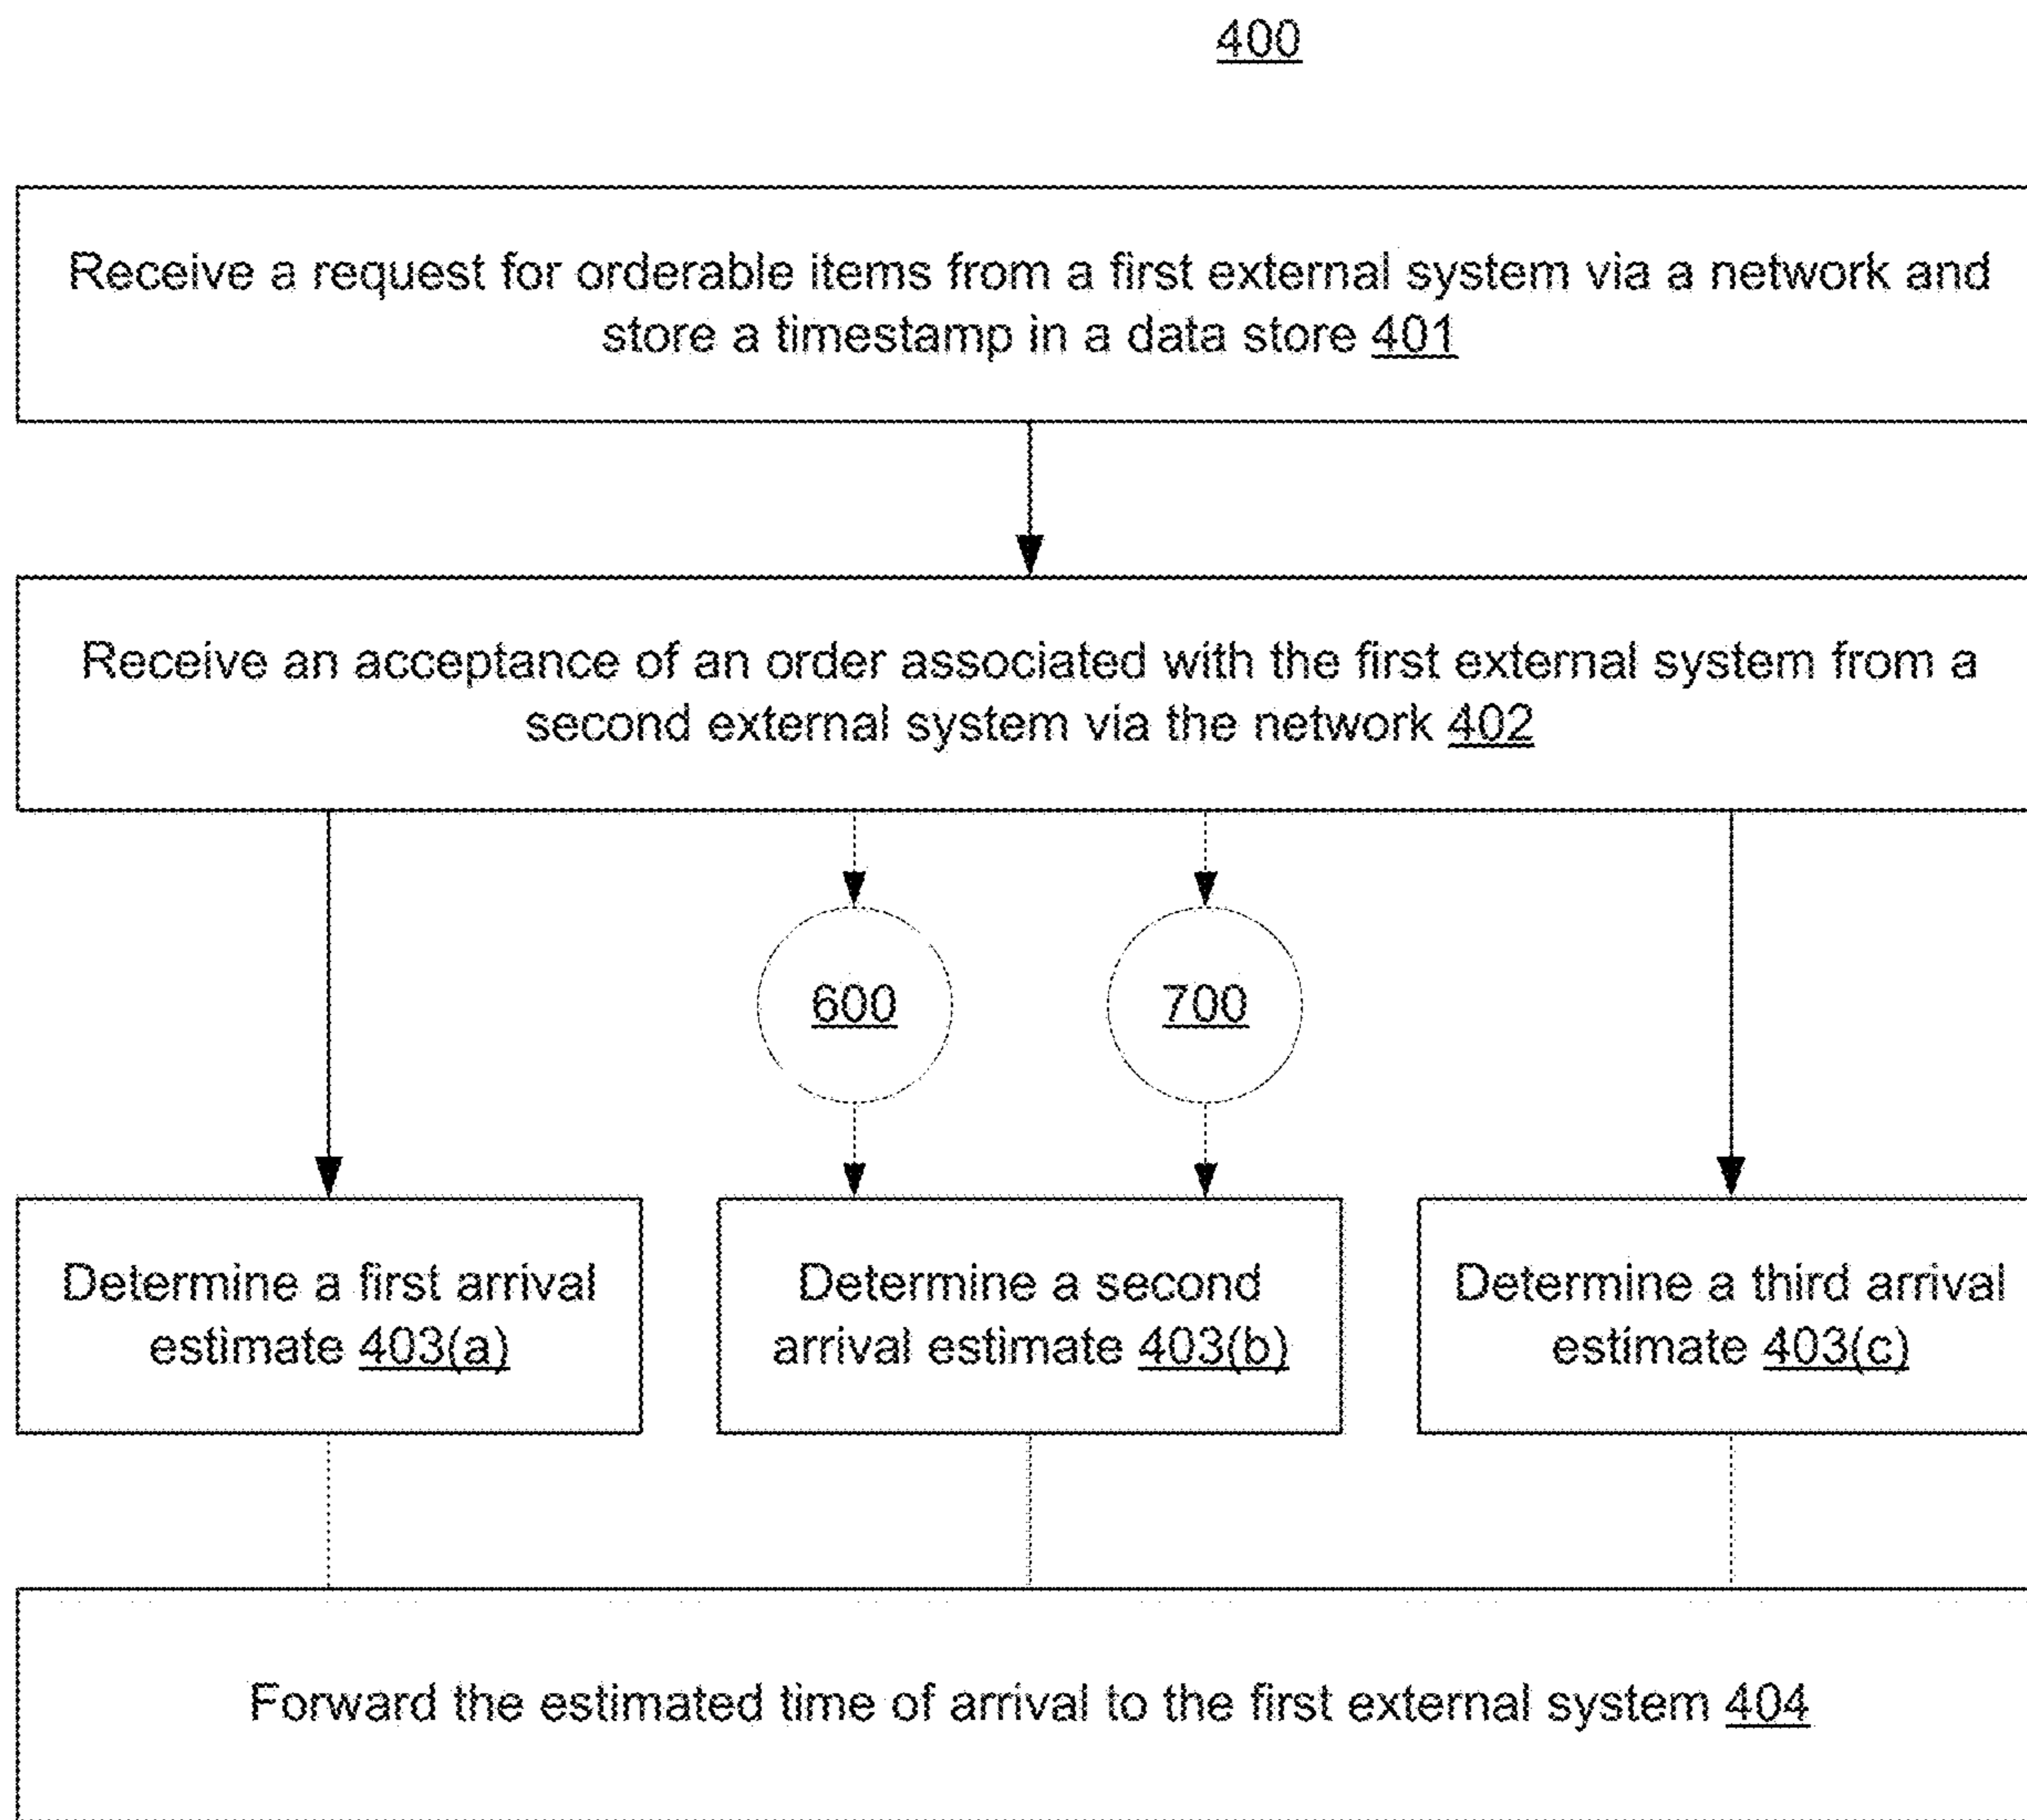 400
Receive a request for orderable items from a first external system via a network and
store a timestamp in a data store 401
Receive an acceptance of an order associated with the first external system from a
second external system via the network 402
600
700
Determine a first arrival
estimate 403(a)
Determine a second
arrival estimate 403(b)
Determine a third arrival
estimate 403(c)
Forward the estimated time of arrival to the first external system 404